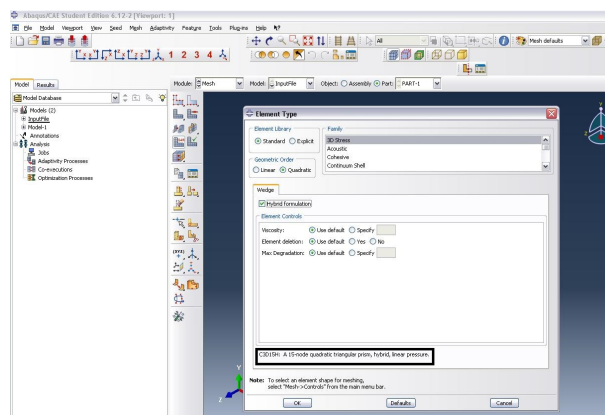 Abaqus/CAE Student Edition 6.12-2 [Viewport: 1]
File Model Viewport View Seed Mesh Adaptivity Feature Tools Plug-ins Help
All
Mesh defaults
1 2 3 4
Model Results
Module: Mesh Model: InputFile Object: Assembly Part: PART-1
Model Database
Models (2)
InputFile
Model-1
Annotations
Analysis
Jobs
Adaptivity Processes
Co-executions
Optimization Processes
Element Type
Element Library
Standard Explicit
Geometric Order
Linear Quadratic
Family
3D Stress
Acoustic
Cohesive
Continuum Shell
Wedge
Hybrid formulation
Element Controls
Viscosity: Use default Specify
Element deletion: Use default Yes No
Max Degradation: Use default Specify
C3D15H: A 15-node quadratic triangular prism, hybrid, linear pressure.
Note: To select an element shape for meshing,
select "Mesh->Controls" from the main menu bar.
OK Defaults Cancel
Y
Z
Y
Z